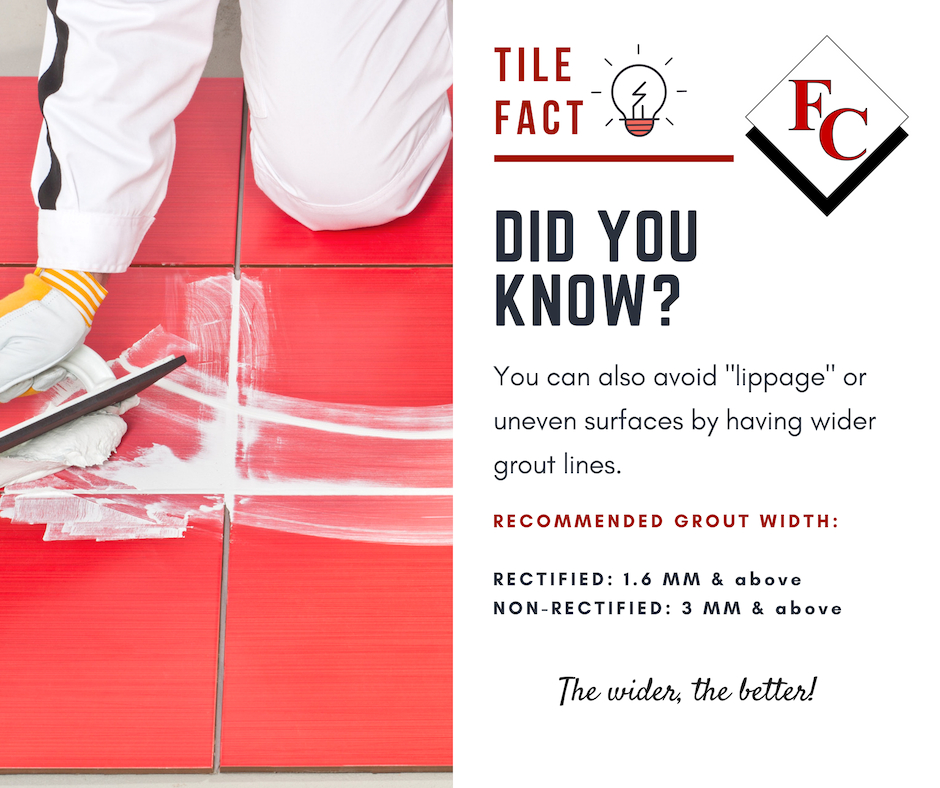 TILE
FACT
FC
DID YOU
KNOW?
You can also avoid "lippage" or
uneven surfaces by having wider
grout lines.
RECOMMENDED GROUT WIDTH:
RECTIFIED: 1.6 MM & above
NON-RECTIFIED: 3 MM & above
The wider, the better!